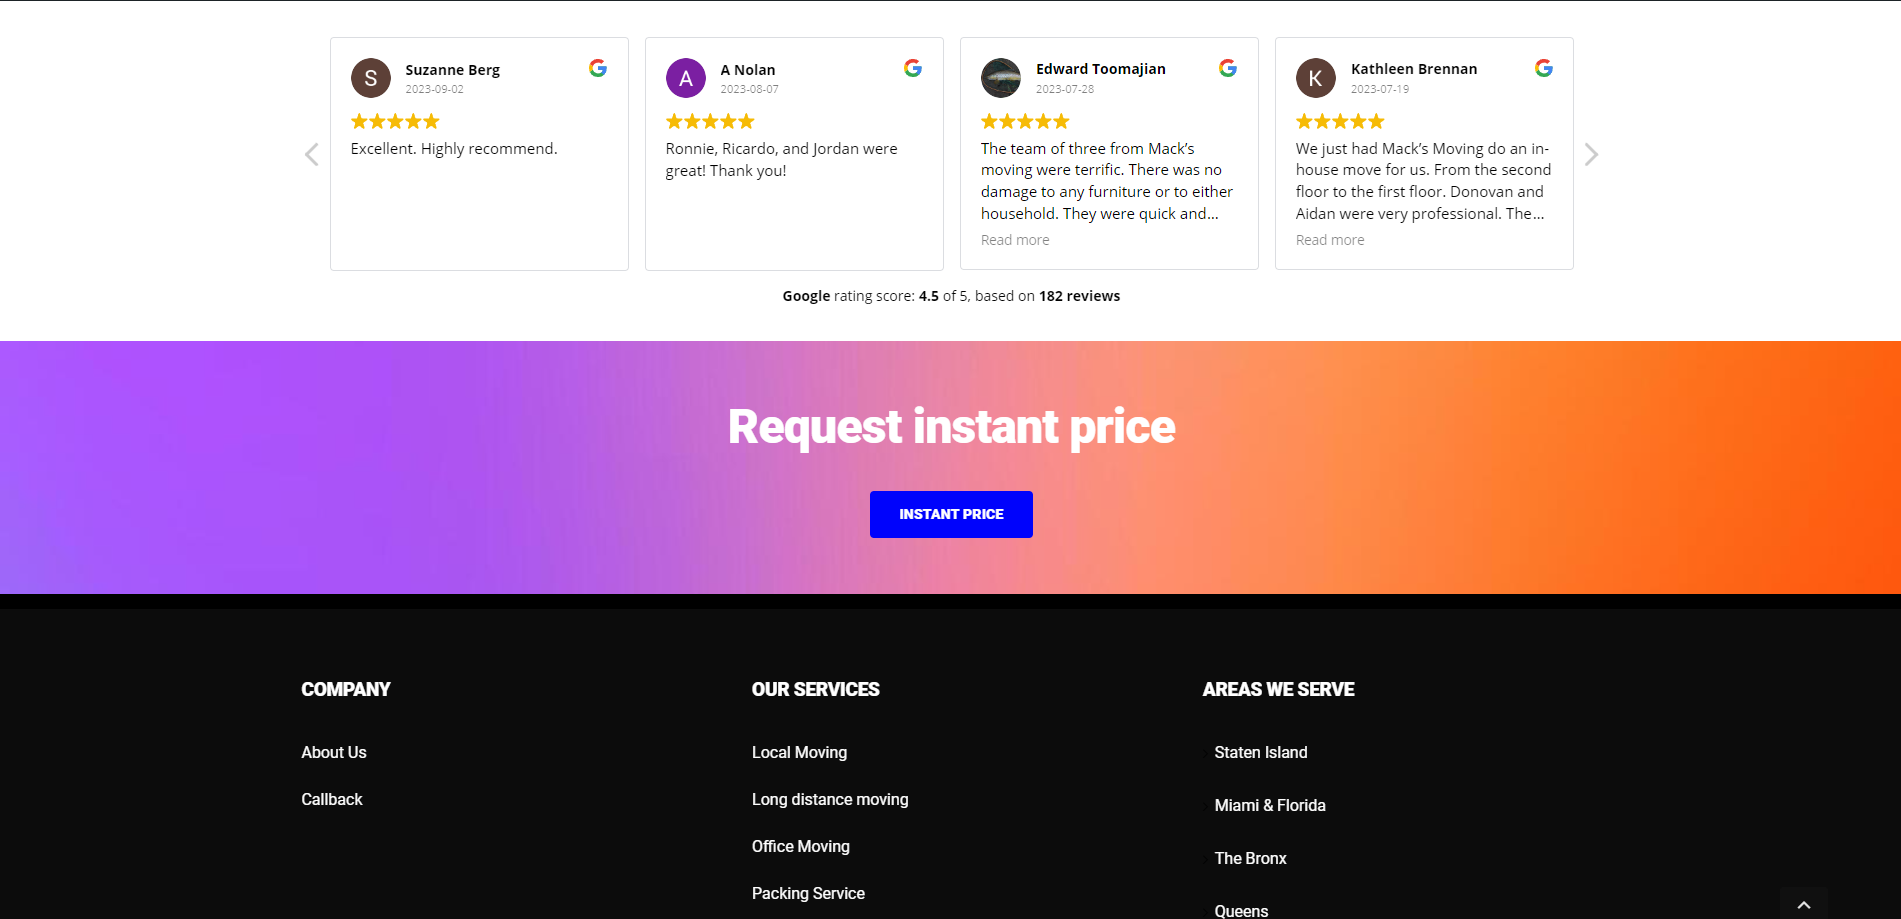 S
Suzanne Berg
2023-09-02
Excellent. Highly recommend.
A
A Nolan
2023-08-07
Ronnie, Ricardo, and Jordan were
great! Thank you!
Edward Toomajian
2023-07-28
The team of three from Mack’s
moving were terrific. There was no
damage to any furniture or to either
household. They were quick and...
Read more
K
Kathleen Brennan
2023-07-19
We just had Mack’s Moving do an in-
house move for us. From the second
floor to the first floor. Donovan and
Aidan were very professional. The...
Read more
Google rating score: 4.5 of 5, based on 182 reviews
Request instant price
INSTANT PRICE
COMPANY
About Us
Callback
OUR SERVICES
Local Moving
Long distance moving
Office Moving
Packing Service
AREAS WE SERVE
Staten Island
Miami & Florida
The Bronx
Queens